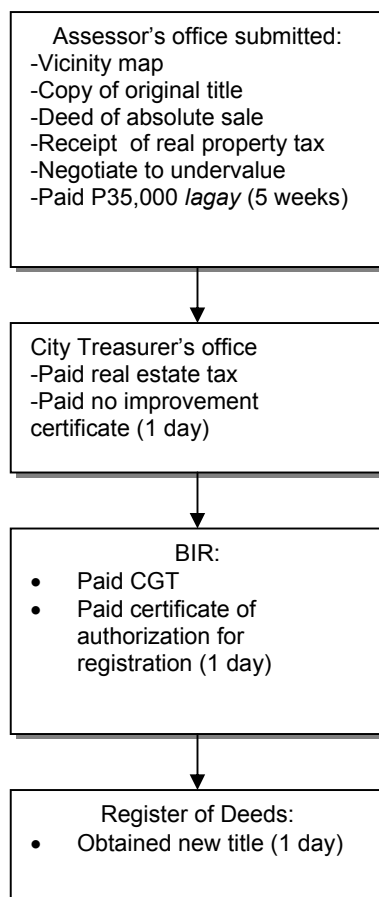 Assessor’s office submitted:
-Vicinity map
-Copy of original title
-Deed of absolute sale
-Receipt of real property tax
-Negotiate to undervalue
-Paid P35,000 lagay (5 weeks)
City Treasurer’s office
-Paid real estate tax
-Paid no improvement
certificate (1 day)
BIR:
• Paid CGT
• Paid certificate of
authorization for
registration (1 day)
Register of Deeds:
• Obtained new title (1 day)